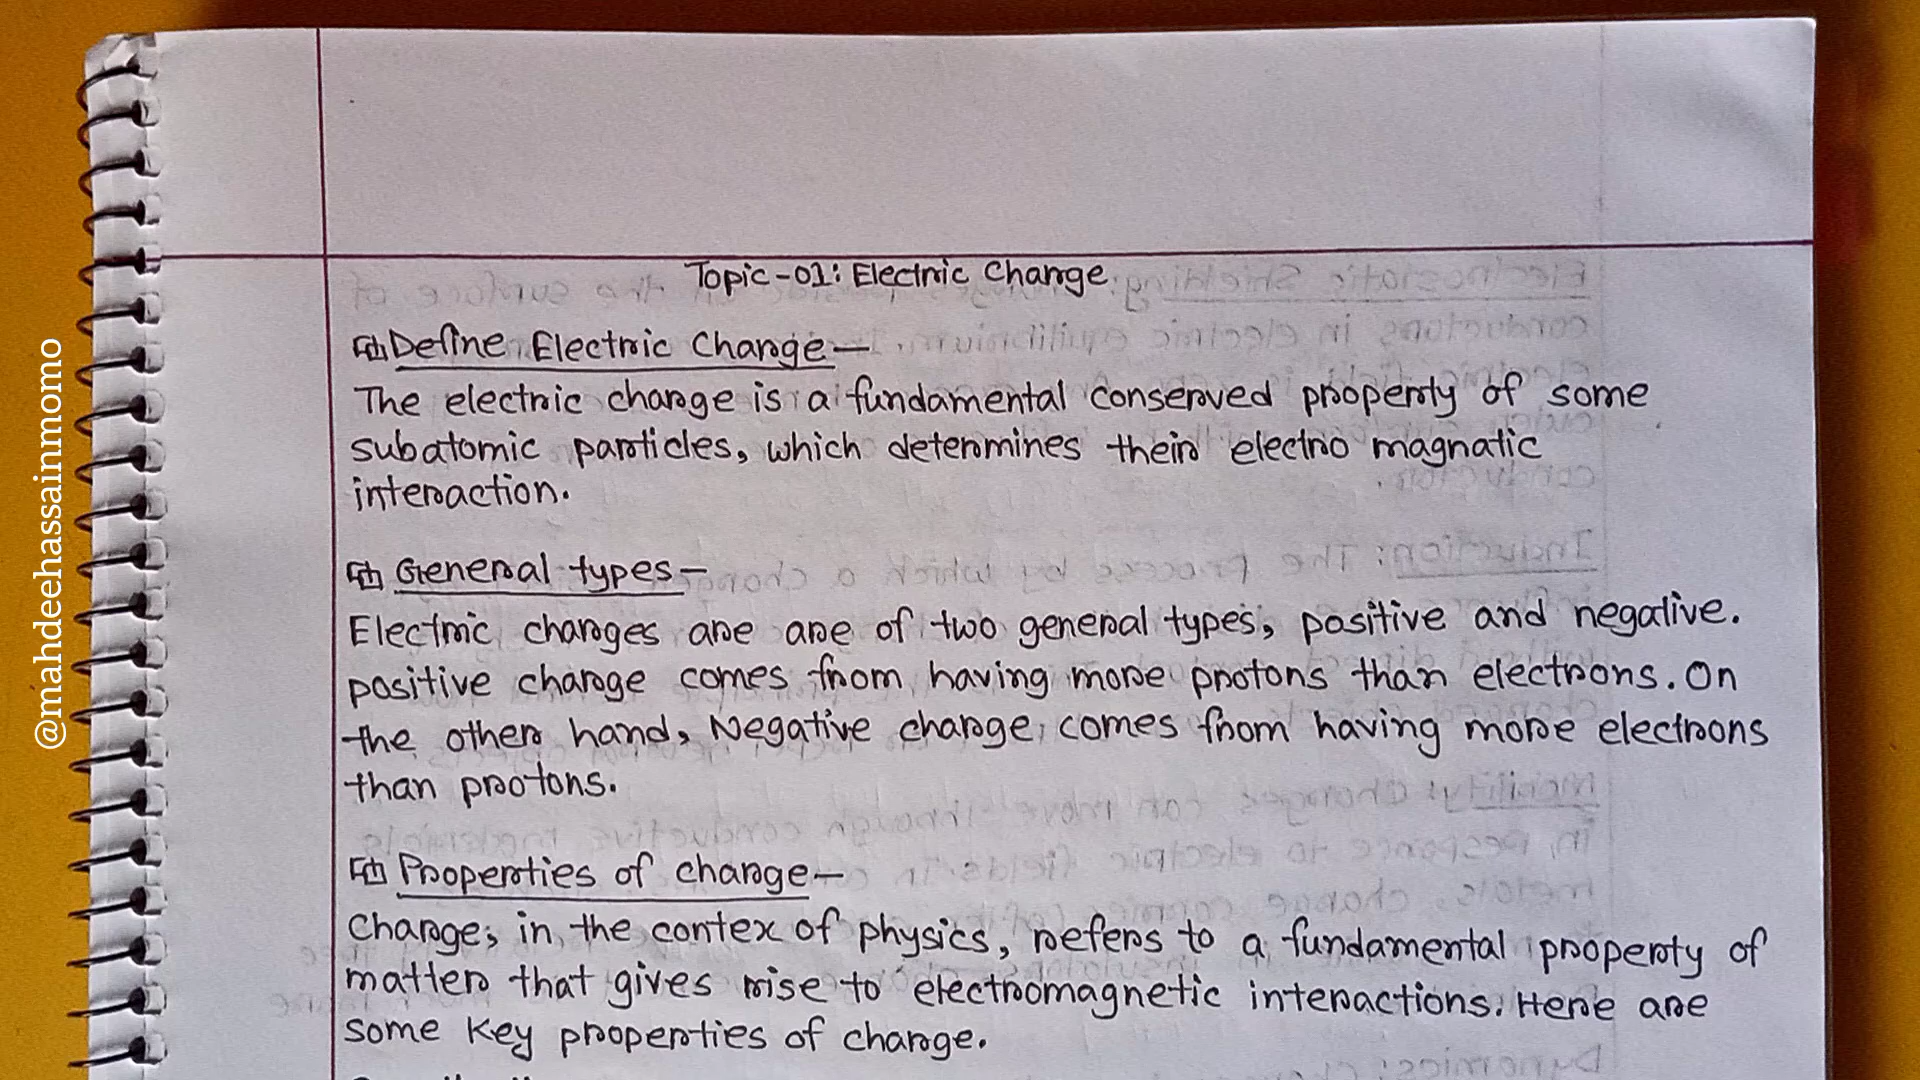 Topic-01: Electric Charge
Define Electric Charge—
The electric charge is a fundamental conserved property of some
subatomic particles, which determines their electro magnatic
interaction.
General types—
Electric charges are are of two general types, positive and negative.
positive charge comes from having more protons than electrons. On
the other hand, Negative charge comes from having more electrons
than protons.
Properties of charge—
Charge, in the contex of physics, refers to a fundamental property of
matter that gives rise to electromagnetic interactions. Here are
some key properties of charge.
@mahdeehassainmomo